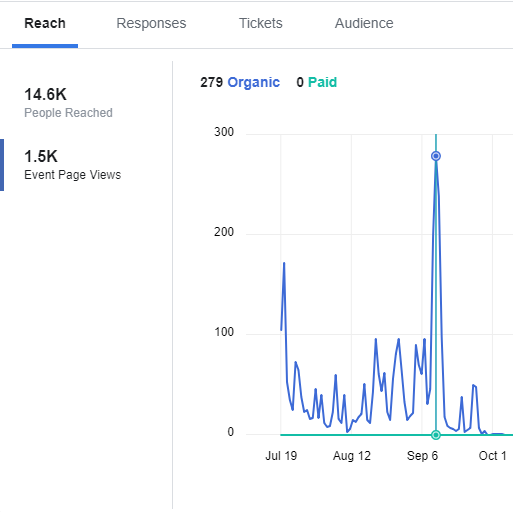 Reach Responses Tickets Audience
14.6K
People Reached
1.5K
Event Page Views
279 Organic 0 Paid
300
200
100
0
Jul 19 Aug 12 Sep 6 Oct 1